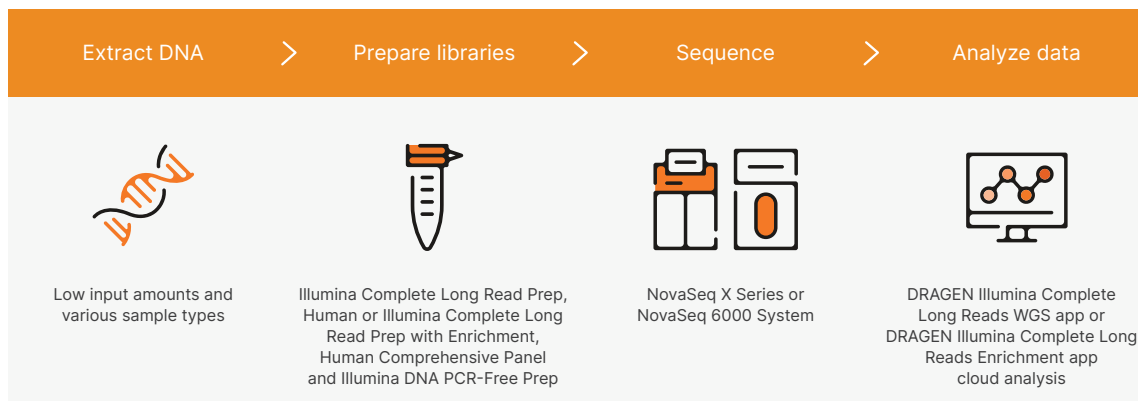 Extract DNA
Prepare libraries
Sequence
Analyze data
Low input amounts and
various sample types
Illumina Complete Long Read Prep,
Human or Illumina Complete Long
Read Prep with Enrichment,
Human Comprehensive Panel
and Illumina DNA PCR-Free Prep
NovaSeq X Series or
NovaSeq 6000 System
DRAGEN Illumina Complete
Long Reads WGS app or
DRAGEN Illumina Complete Long
Reads Enrichment app
cloud analysis